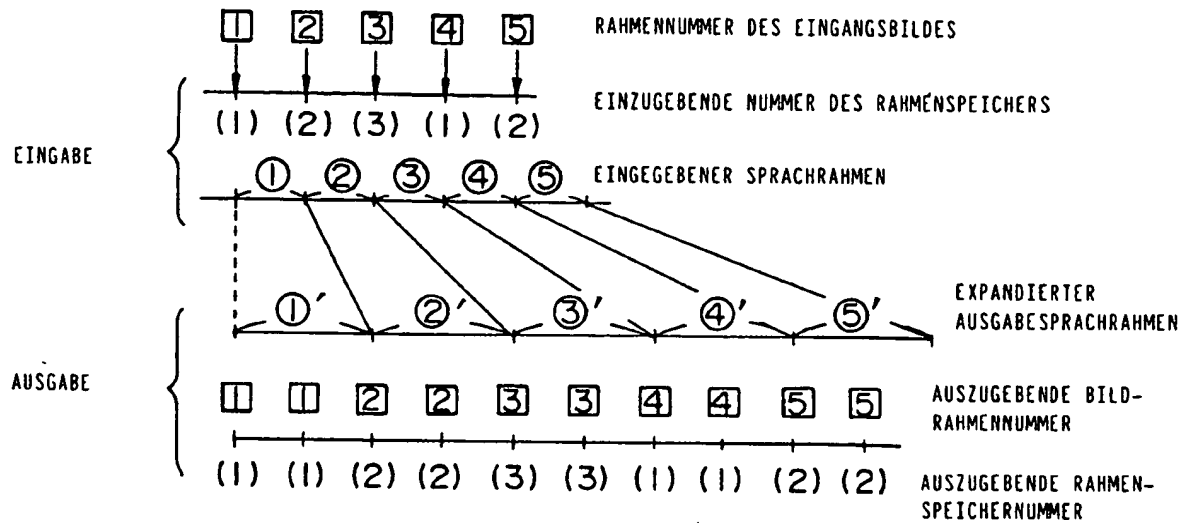 1 2 3 4 5 RAHMENNUMMER DES EINGANGSBILDES
EINZUGEBENDE NUMMER DES RAHMENSPEICHERS
(1) (2) (3) (1) (2)
EINGABE
① ② ③ ④ ⑤ EINGEGEBENER SPRACHRAHMEN
①′ ②′ ③′ ④′ ⑤′ EXPANDIERTER
AUSGABESPRACHRAHMEN
AUSGABE
1 1 2 2 3 3 4 4 5 5 AUSZUGEBENDE BILD-
RAHMENNUMMER
(1) (1) (2) (2) (3) (3) (1) (1) (2) (2) AUSZUGEBENDE RAHMEN-
SPEICHERNUMMER